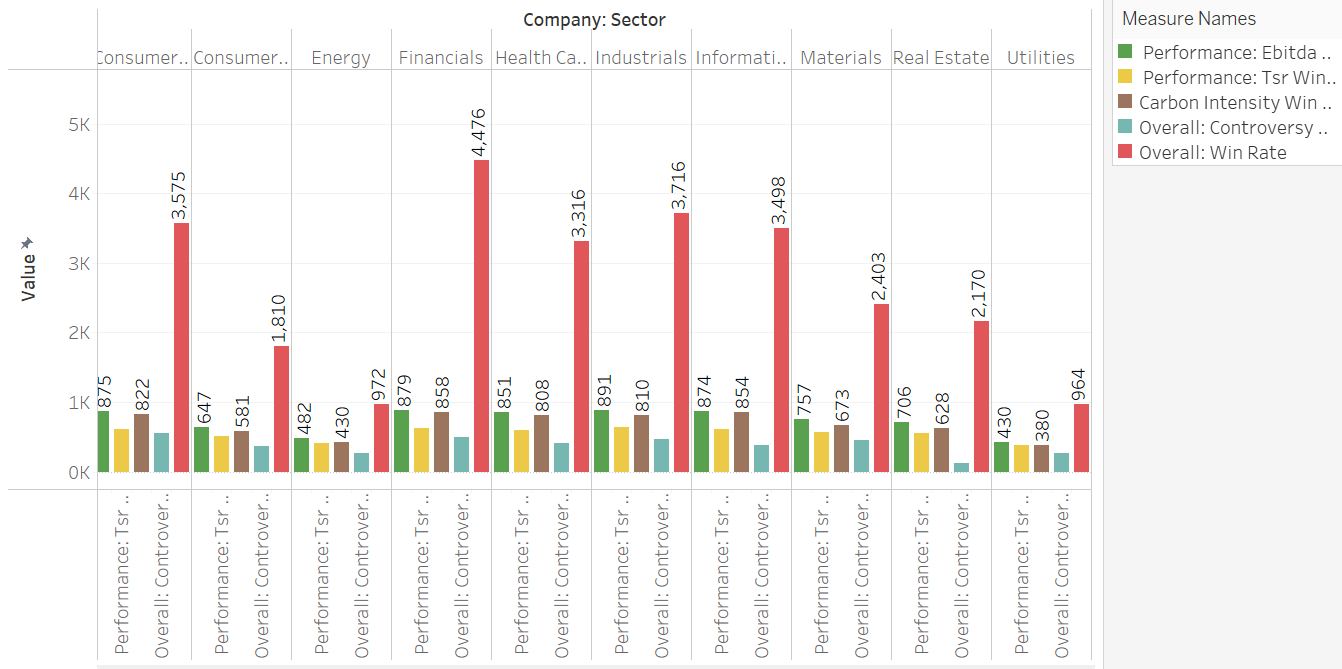 Company: Sector
Consumer.. Consumer.. Energy Financials Health Ca.. Industrials Informati.. Materials Real Estate Utilities
Value
5K
4K
3K
2K
1K
0K
875 822 3,575
647 581 1,810
482 430 972
879 858 4,476
851 808 3,316
891 810 3,716
874 854 3,498
757 673 2,403
706 628 2,170
430 380 964
Performance: Tsr ..
Overall: Controver..
Performance: Tsr ..
Overall: Controver..
Performance: Tsr ..
Overall: Controver..
Performance: Tsr ..
Overall: Controver..
Performance: Tsr ..
Overall: Controver..
Performance: Tsr ..
Overall: Controver..
Performance: Tsr ..
Overall: Controver..
Performance: Tsr ..
Overall: Controver..
Performance: Tsr ..
Overall: Controver..
Performance: Tsr ..
Overall: Controver..
Measure Names
Performance: Ebitda ..
Performance: Tsr Win..
Carbon Intensity Win ..
Overall: Controversy ..
Overall: Win Rate